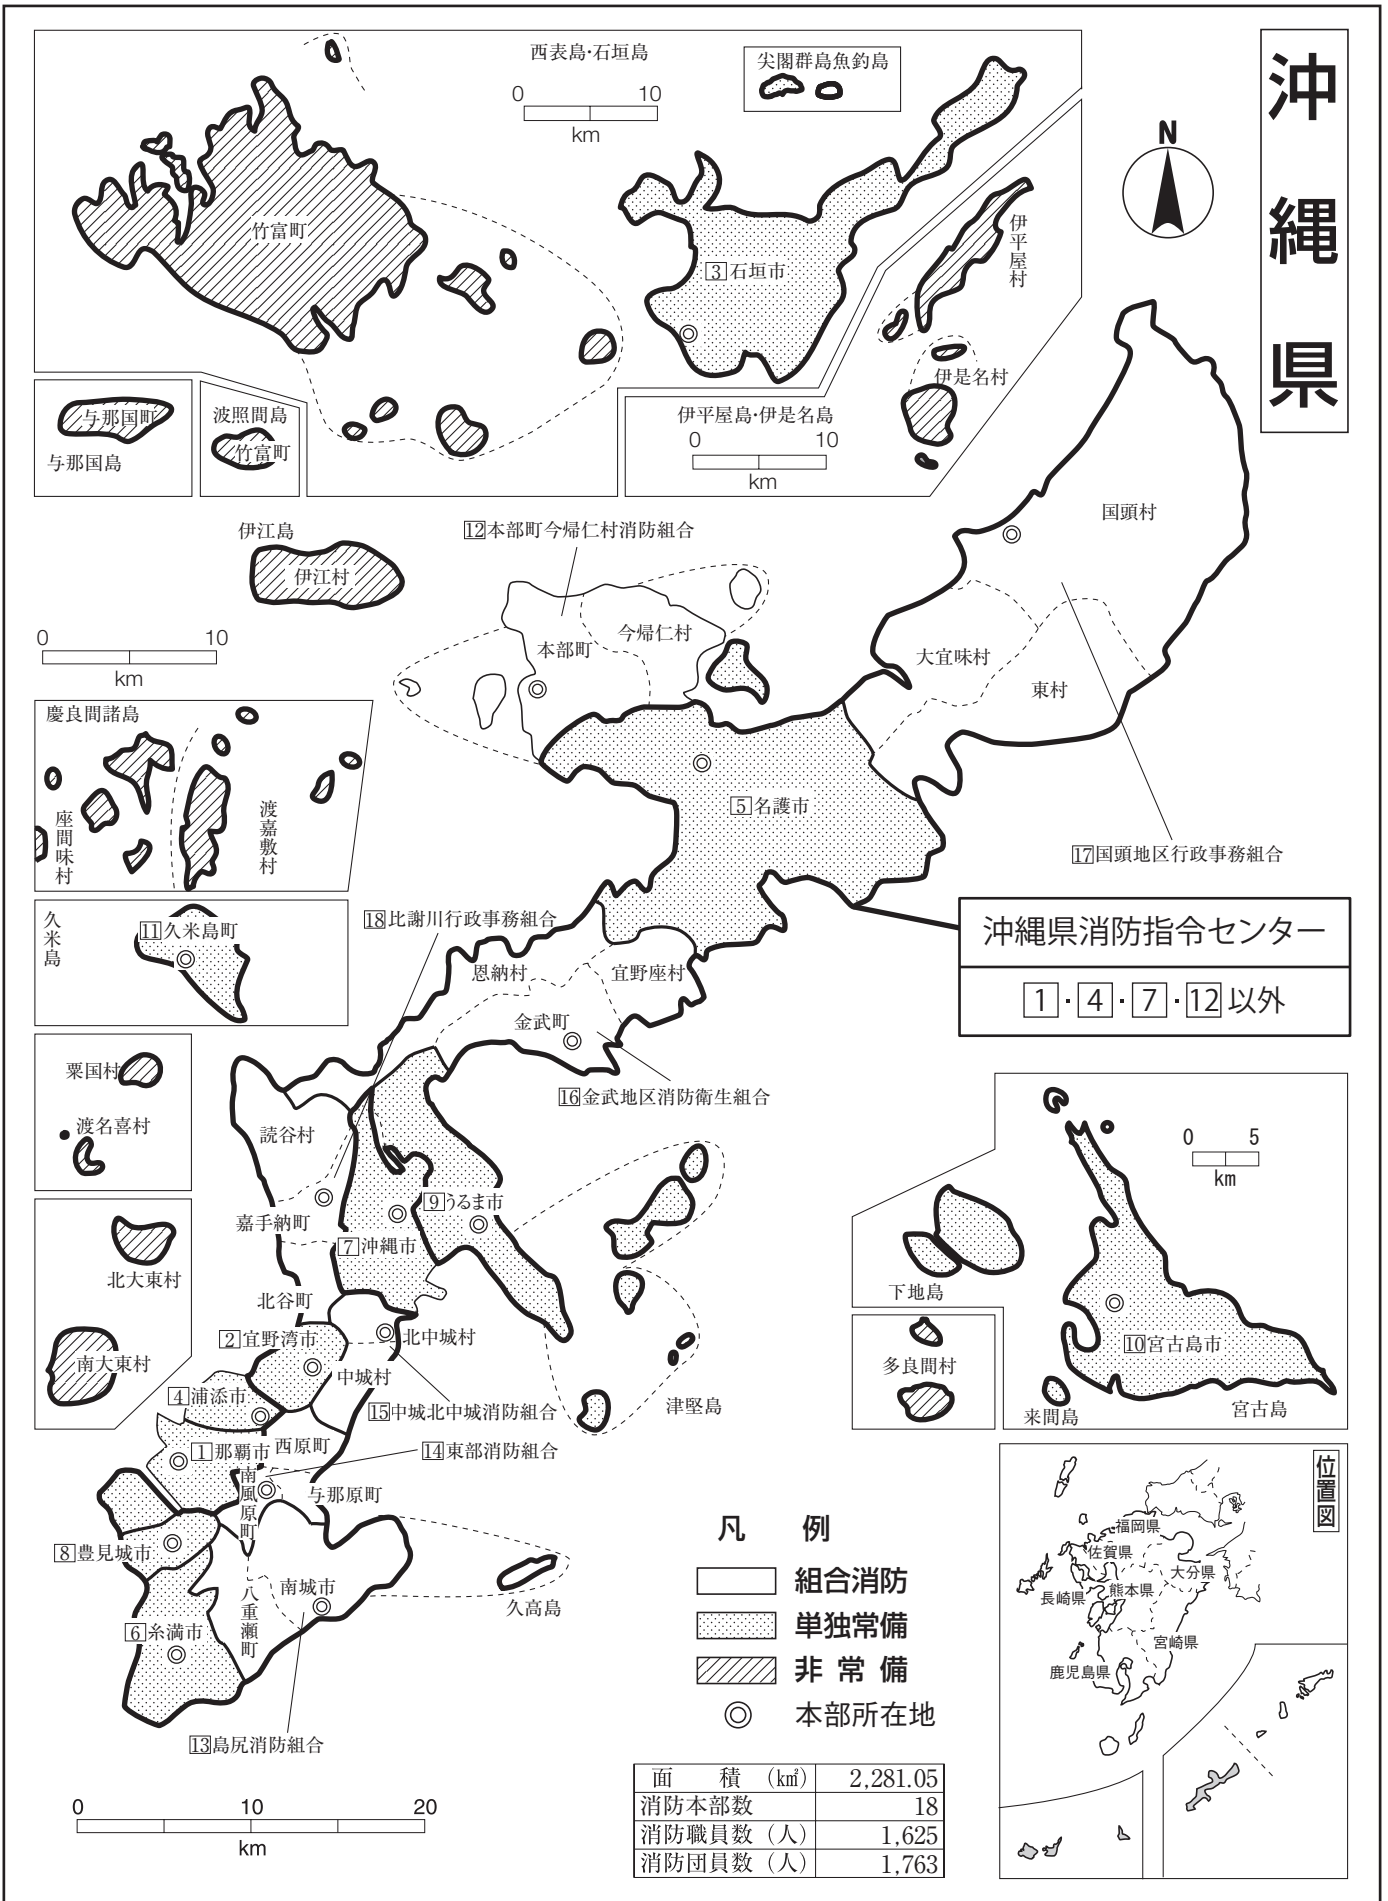 沖縄県
西表島・石垣島
0 10
km
尖閣群島魚釣島
N
竹富町
3 石垣市
伊平屋村
伊是名村
与那国町
与那国島
波照間島
竹富町
伊平屋島・伊是名島
0 10
km
国頭村
大宜味村
東村
伊江島
伊江村
12 本部町今帰仁村消防組合
今帰仁村
本部町
0 10
km
慶良間諸島
座間味村
渡嘉敷村
5 名護市
17 国頭地区行政事務組合
沖縄県消防指令センター
1・4・7・12以外
久米島
11 久米島町
18 比謝川行政事務組合
恩納村
宜野座村
金武町
16 金武地区消防衛生組合
粟国村
渡名喜村
読谷村
嘉手納町
9 うるま市
7 沖縄市
北谷町
北大東村
南大東村
2 宜野湾市
北中城村
中城村
4 浦添市
15 中城北中城消防組合
1 那覇市
西原町
14 東部消防組合
南風原町
与那原町
8 豊見城市
南城市
八重瀬町
6 糸満市
13 島尻消防組合
久高島
津堅島
0 5
km
下地島
多良間村
10 宮古島市
来間島
宮古島
凡 例
組合消防
単独常備
非常備
本部所在地
0 10 20
km
面 積 (㎢) 2,281.05
消防本部数 18
消防職員数(人) 1,625
消防団員数(人) 1,763
位置図
福岡県
佐賀県
大分県
長崎県
熊本県
宮崎県
鹿児島県